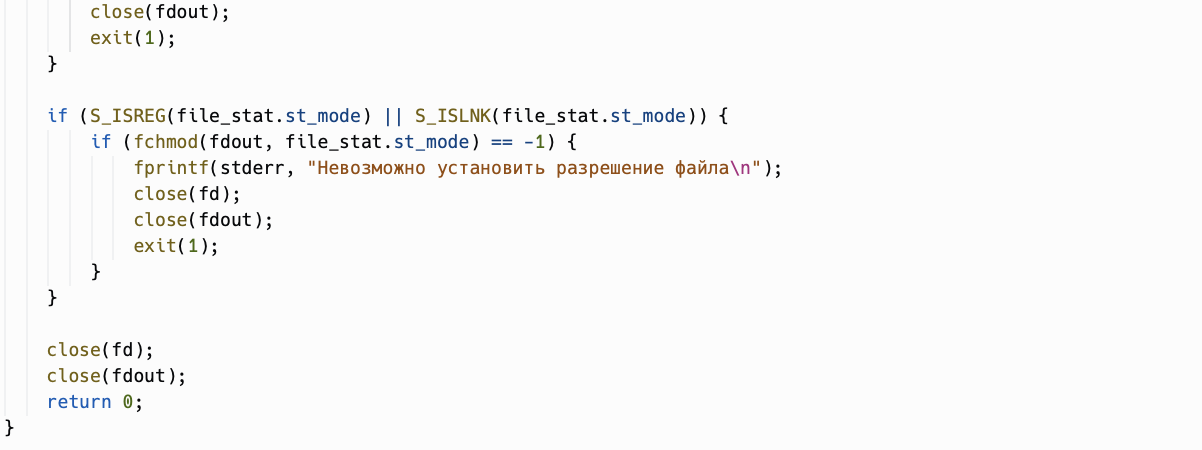 close(fdout);
exit(1);
}
if (S_ISREG(file_stat.st_mode) || S_ISLNK(file_stat.st_mode)) {
if (fchmod(fdout, file_stat.st_mode) == -1) {
fprintf(stderr, "Невозможно установить разрешение файла\n");
close(fd);
close(fdout);
exit(1);
}
}
close(fd);
close(fdout);
return 0;
}